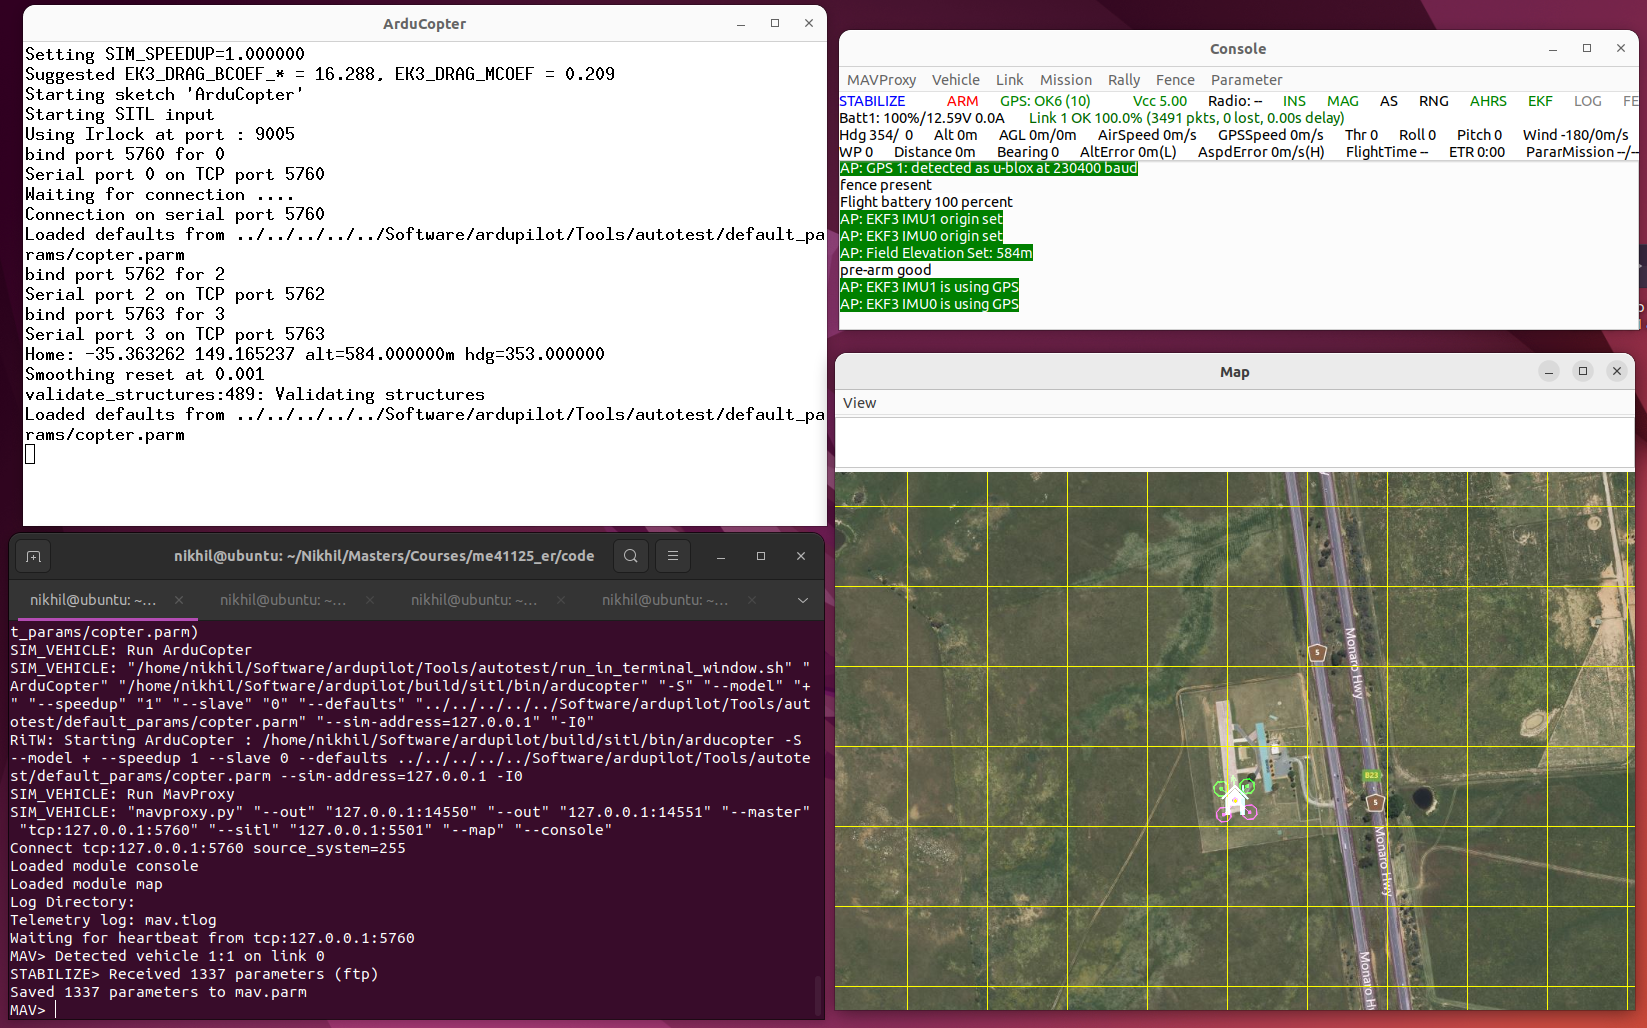 ArduCopter
Setting SIM_SPEEDUP=1.000000
Suggested EK3_DRAG_BCOEF_* = 16.288, EK3_DRAG_MCOEF = 0.209
Starting sketch 'ArduCopter'
Starting SITL input
Using Irlock at port : 9005
bind port 5760 for 0
Serial port 0 on TCP port 5760
Waiting for connection ....
Connection on serial port 5760
Loaded defaults from ../../../../../Software/ardupilot/Tools/autotest/default_pa
rams/copter.parm
bind port 5762 for 2
Serial port 2 on TCP port 5762
bind port 5763 for 3
Serial port 3 on TCP port 5763
Home: -35.363262 149.165237 alt=584.000000m hdg=353.000000
Smoothing reset at 0.001
validate_structures:489: Validating structures
Loaded defaults from ../../../../../Software/ardupilot/Tools/autotest/default_pa
rams/copter.parm
nikhil@ubuntu: ~/Nikhil/Masters/Courses/me41125_er/code
nikhil@ubuntu: ~... nikhil@ubuntu: ~... nikhil@ubuntu: ~... nikhil@ubuntu: ~...
t_params/copter.parm)
SIM_VEHICLE: Run ArduCopter
SIM_VEHICLE: "/home/nikhil/Software/ardupilot/Tools/autotest/run_in_terminal_window.sh" "
ArduCopter" "/home/nikhil/Software/ardupilot/build/sitl/bin/arducopter" "-S" "--model" "+
" "--speedup" "1" "--slave" "0" "--defaults" "../../../../../Software/ardupilot/Tools/aut
otest/default_params/copter.parm" "--sim-address=127.0.0.1" "-I0"
RiTW: Starting ArduCopter : /home/nikhil/Software/ardupilot/build/sitl/bin/arducopter -S
--model + --speedup 1 --slave 0 --defaults ../../../../../Software/ardupilot/Tools/autote
st/default_params/copter.parm --sim-address=127.0.0.1 -I0
SIM_VEHICLE: Run MavProxy
SIM_VEHICLE: "mavproxy.py" "--out" "127.0.0.1:14550" "--out" "127.0.0.1:14551" "--master"
"tcp:127.0.0.1:5760" "--sitl" "127.0.0.1:5501" "--map" "--console"
Connect tcp:127.0.0.1:5760 source_system=255
Loaded module console
Loaded module map
Log Directory:
Telemetry log: mav.tlog
Waiting for heartbeat from tcp:127.0.0.1:5760
MAV> Detected vehicle 1:1 on link 0
STABILIZE> Received 1337 parameters (ftp)
Saved 1337 parameters to mav.parm
MAV>
Console
MAVProxy Vehicle Link Mission Rally Fence Parameter
STABILIZE ARM GPS: OK6 (10) Vcc 5.00 Radio: -- INS MAG AS RNG AHRS EKF LOG FE
Batt1: 100%/12.59V 0.0A Link 1 OK 100.0% (3491 pkts, 0 lost, 0.00s delay)
Hdg 354/ 0 Alt 0m AGL 0m/0m AirSpeed 0m/s GPSSpeed 0m/s Thr 0 Roll 0 Pitch 0 Wind -180/0m/s
WP 0 Distance 0m Bearing 0 AltError 0m(L) AspdError 0m/s(H) FlightTime -- ETR 0:00 PararMission --/--
AP: GPS 1: detected as u-blox at 230400 baud
fence present
Flight battery 100 percent
AP: EKF3 IMU1 origin set
AP: EKF3 IMU0 origin set
AP: Field Elevation Set: 584m
pre-arm good
AP: EKF3 IMU1 is using GPS
AP: EKF3 IMU0 is using GPS
Map
View
Monaro Hwy
S
B23
S
Monaro Hwy
Monaro H